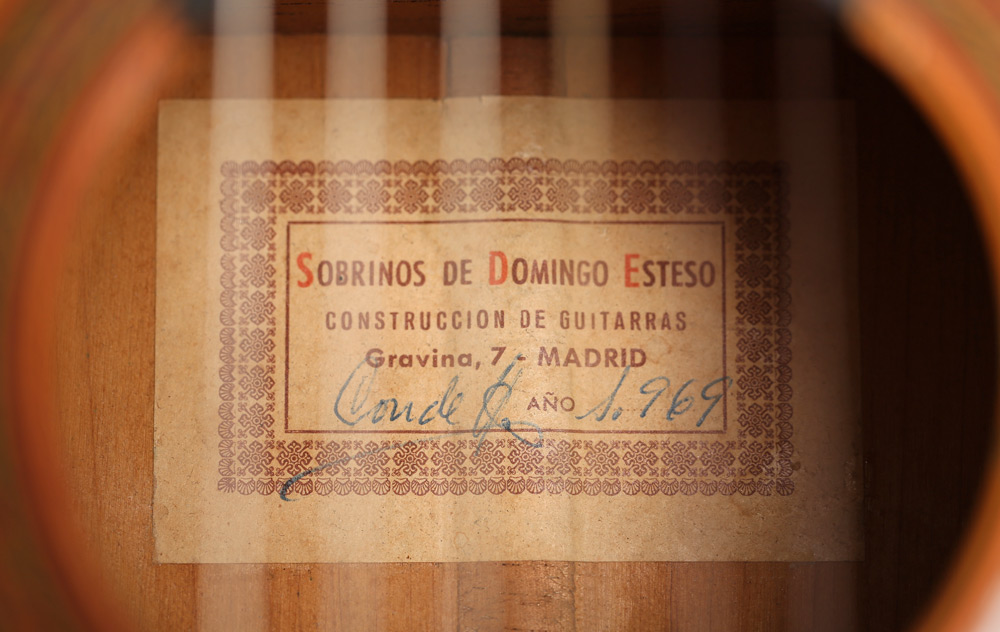 SOBRINOS DE DOMINGO ESTESO
CONSTRUCCION DE GUITARRAS
Gravina, 7 - MADRID
Conde H. AÑO 1.969